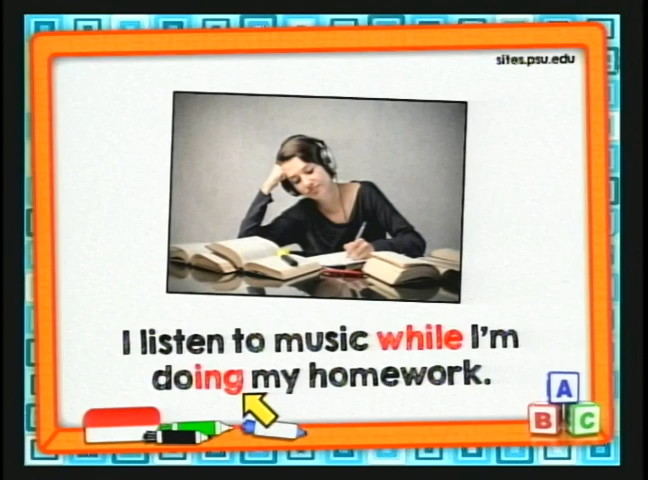 sites.psu.edu
I listen to music while I'm
doing my homework.
A
B C